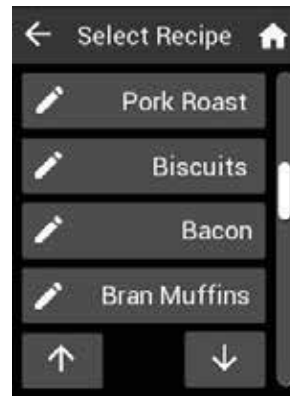 Select Recipe
Pork Roast
Biscuits
Bacon
Bran Muffins